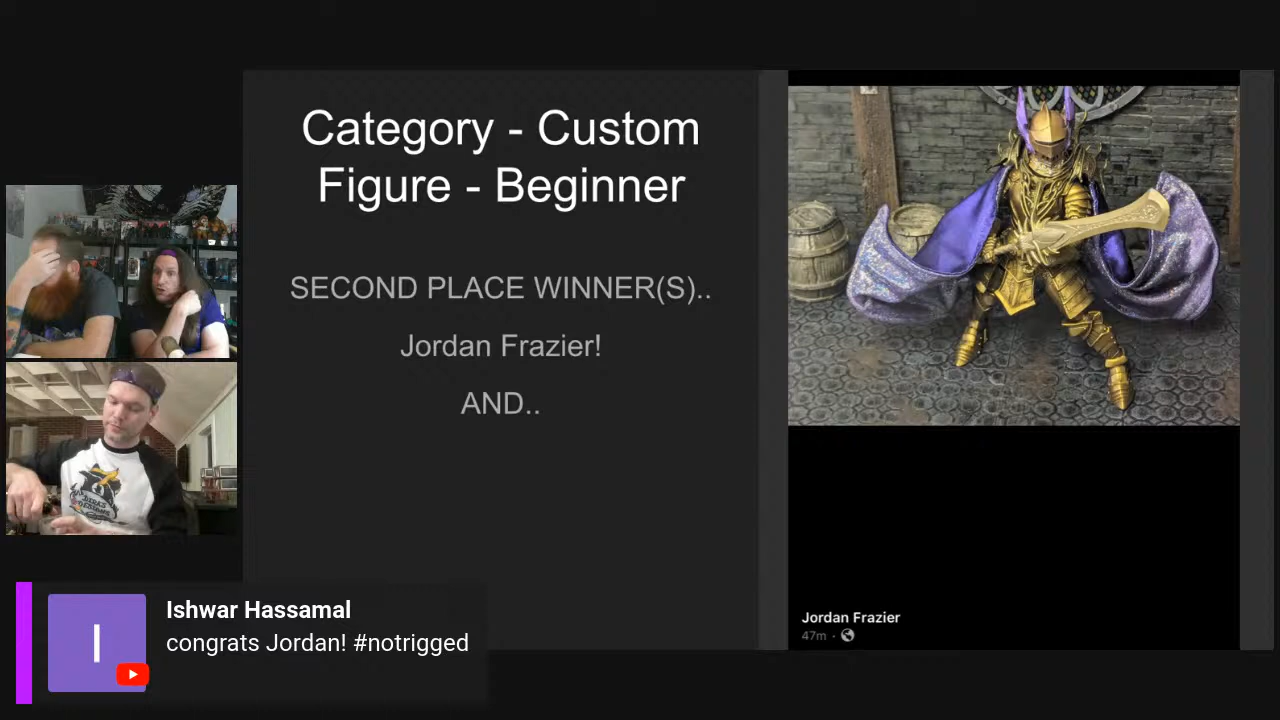 Category - Custom
Figure - Beginner
SECOND PLACE WINNER(S)..
Jordan Frazier!
AND..
Jordan Frazier
47m ·
I
Ishwar Hassamal
congrats Jordan! #notrigged